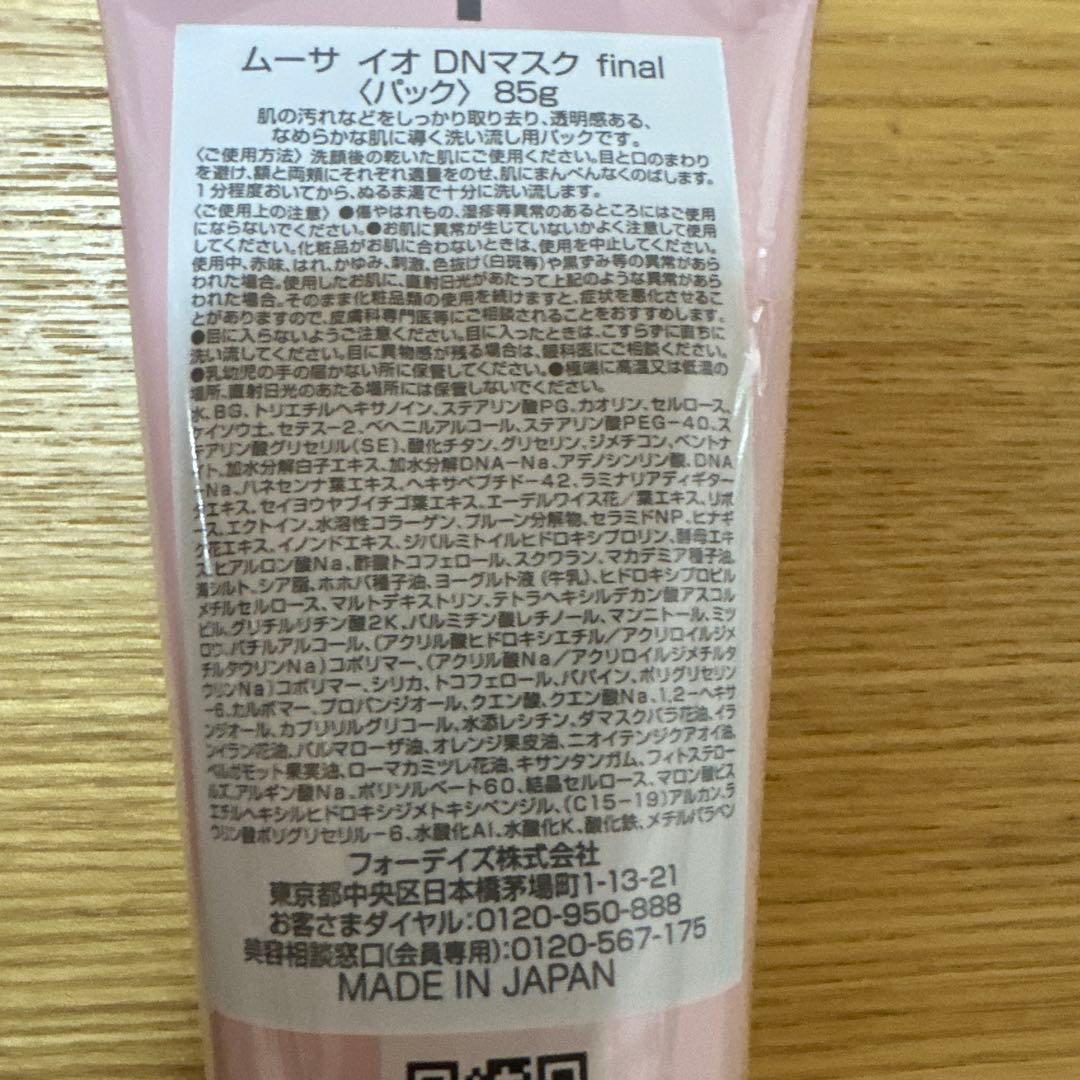 ムーサ イオ DNマスク final
〈パック〉 85g
肌の汚れなどをしっかり取り去り、透明感ある、
なめらかな肌に導く洗い流し用パックです。
〈ご使用方法〉洗顔後の乾いた肌にご使用ください。目と口のまわり
を避け、額と両頬にそれぞれ適量をのせ、肌にまんべんなくのばします。
1分程度おいてから、ぬるま湯で十分に洗い流します。
〈ご使用上の注意〉●傷やはれもの、湿疹等異常のあるところにはご使用
にならないでください。●お肌に異常が生じていないかよく注意して使用
してください。化粧品がお肌に合わないときは、使用を中止してください。
使用中、赤味、はれ、かゆみ、刺激、色抜け(白斑等)や黒ずみ等の異常があら
われた場合。使用したお肌に、直射日光があたって上記のような異常があら
われた場合。そのまま化粧品類の使用を続けますと、症状を悪化させるこ
とがありますので、皮膚科専門医等にご相談されることをおすすめします。
●目に入らないようご注意ください。目に入ったときは、こすらずに直ちに
洗い流してください。目に異物感が残る場合は、眼科医にご相談ください。
●乳幼児の手の届かない所に保管してください。●極端に高温又は低温の
場所、直射日光のあたる場所には保管しないでください。
水、BG、トリエチルヘキサノイン、ステアリン酸PG、カオリン、セルロース、
ケイソウ土、セテス-2、ベヘニルアルコール、ステアリン酸PEG-40、ス
テアリン酸グリセリル(SE)、酸化チタン、グリセリン、ジメチコン、ベントナ
イト、加水分解白子エキス、加水分解DNA-Na、アデノシンリン酸、DNA
-Na、ハネセンナ葉エキス、ヘキサペプチド-42、ラミナリアディギター
タエキス、セイヨウヤブイチゴ葉エキス、エーデルワイス花/葉エキス、リボ
ース、エクトイン、水溶性コラーゲン、プルーン分解物、セラミドNP、ヒナギ
ク花エキス、イノンドエキス、ジパルミトイルヒドロキシプロリン、酵母エキ
ス、ヒアルロン酸Na、酢酸トコフェロール、スクワラン、マカデミア種子油、
海シルト、シア脂、ホホバ種子油、ヨーグルト液(牛乳)、ヒドロキシプロピル
メチルセルロース、マルトデキストリン、テトラヘキシルデカン酸アスコル
ビル、グリチルリチン酸2K、パルミチン酸レチノール、マンニトール、ミツ
ロウ、バチルアルコール、(アクリル酸ヒドロキシエチル/アクリロイルジメ
チルタウリンNa)コポリマー、(アクリル酸Na/アクリロイルジメチルタ
ウリンNa)コポリマー、シリカ、トコフェロール、パパイン、ポリグリセリン
-6、カルボマー、プロパンジオール、クエン酸、クエン酸Na、1,2-ヘキサ
ンジオール、カプリリルグリコール、水添レシチン、ダマスクバラ花油、イラ
ンイラン花油、パルマローザ油、オレンジ果皮油、ニオイテンジクアオイ油、
ベルガモット果実油、ローマカミツレ花油、キサンタンガム、フィトステロー
ルズ、アルギン酸Na、ポリソルベート60、結晶セルロース、マロン酸ビス
エチルヘキシルヒドロキシジメトキシベンジル、(C15-19)アルカン、ラ
ウリン酸ポリグリセリル-6、水酸化Al、水酸化K、酸化鉄、メチルパラベン
フォーデイズ株式会社
東京都中央区日本橋茅場町1-13-21
お客さまダイヤル:0120-950-888
美容相談窓口(会員専用):0120-567-175
MADE IN JAPAN